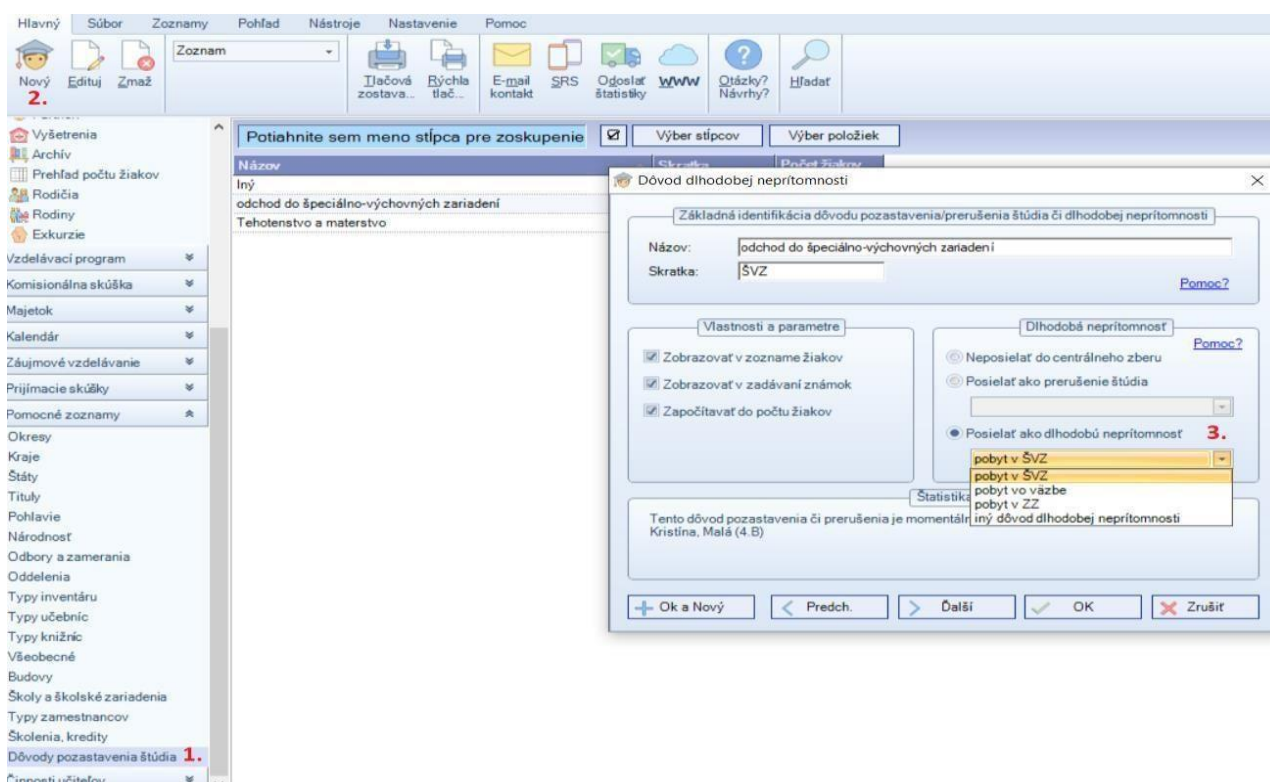 Hlavný Súbor Zoznamy Pohľad Nástroje Nastavenie Pomoc
Zoznam
Nový Edituj Zmaž Tlačová zostava... Rýchla tlač... E-mail kontakt SRS Odoslať štatistiky WWW Otázky? Návrhy? Hľadať
2.
Vyšetrenia
Archív
Prehľad počtu žiakov
Rodičia
Rodiny
Exkurzie
Vzdelávací program
Komisionálna skúška
Majetok
Kalendár
Záujmové vzdelávanie
Prijímacie skúšky
Pomocné zoznamy
Okresy
Kraje
Štáty
Tituly
Pohlavie
Národnosť
Odbory a zamerania
Oddelenia
Typy inventáru
Typy učebníc
Typy knižníc
Všeobecné
Budovy
Školy a školské zariadenia
Typy zamestnancov
Školenia, kredity
Dôvody pozastavenia štúdia 1.
Činnosti učiteľov
Potiahnite sem meno stĺpca pre zoskupenie Výber stĺpcov Výber položiek
Názov Skratka Počet žiakov
Iný
odchod do špeciálno-výchovných zariadení
Tehotenstvo a materstvo
Dôvod dlhodobej neprítomnosti
Základná identifikácia dôvodu pozastavenia/prerušenia štúdia či dlhodobej neprítomnosti
Názov: odchod do špeciálno-výchovných zariadení
Skratka: ŠVZ
Pomoc?
Vlastnosti a parametre
Zobrazovať v zozname žiakov
Zobrazovať v zadávaní známok
Započítavať do počtu žiakov
Dlhodobá neprítomnosť
Pomoc?
Neposielať do centrálneho zberu
Posielať ako prerušenie štúdia
Posielať ako dlhodobú neprítomnosť 3.
pobyt v ŠVZ
pobyt v ŠVZ
pobyt vo väzbe
pobyt v ZZ
iný dôvod dlhodobej neprítomnosti
Štatistika
Tento dôvod pozastavenia či prerušenia je
Kristína, Malá (4.B)
Ok a Nový Predch. Ďalší OK Zrušiť